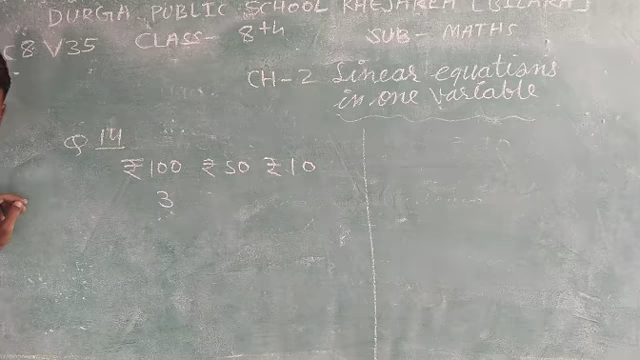 DURGA PUBLIC SCHOOL KHEJARLA (BILARA)
C8 V35 CLASS- 8th SUB- MATHS
CH-2 Linear equations
in one variable
Q 14
₹100 ₹50 ₹10
3